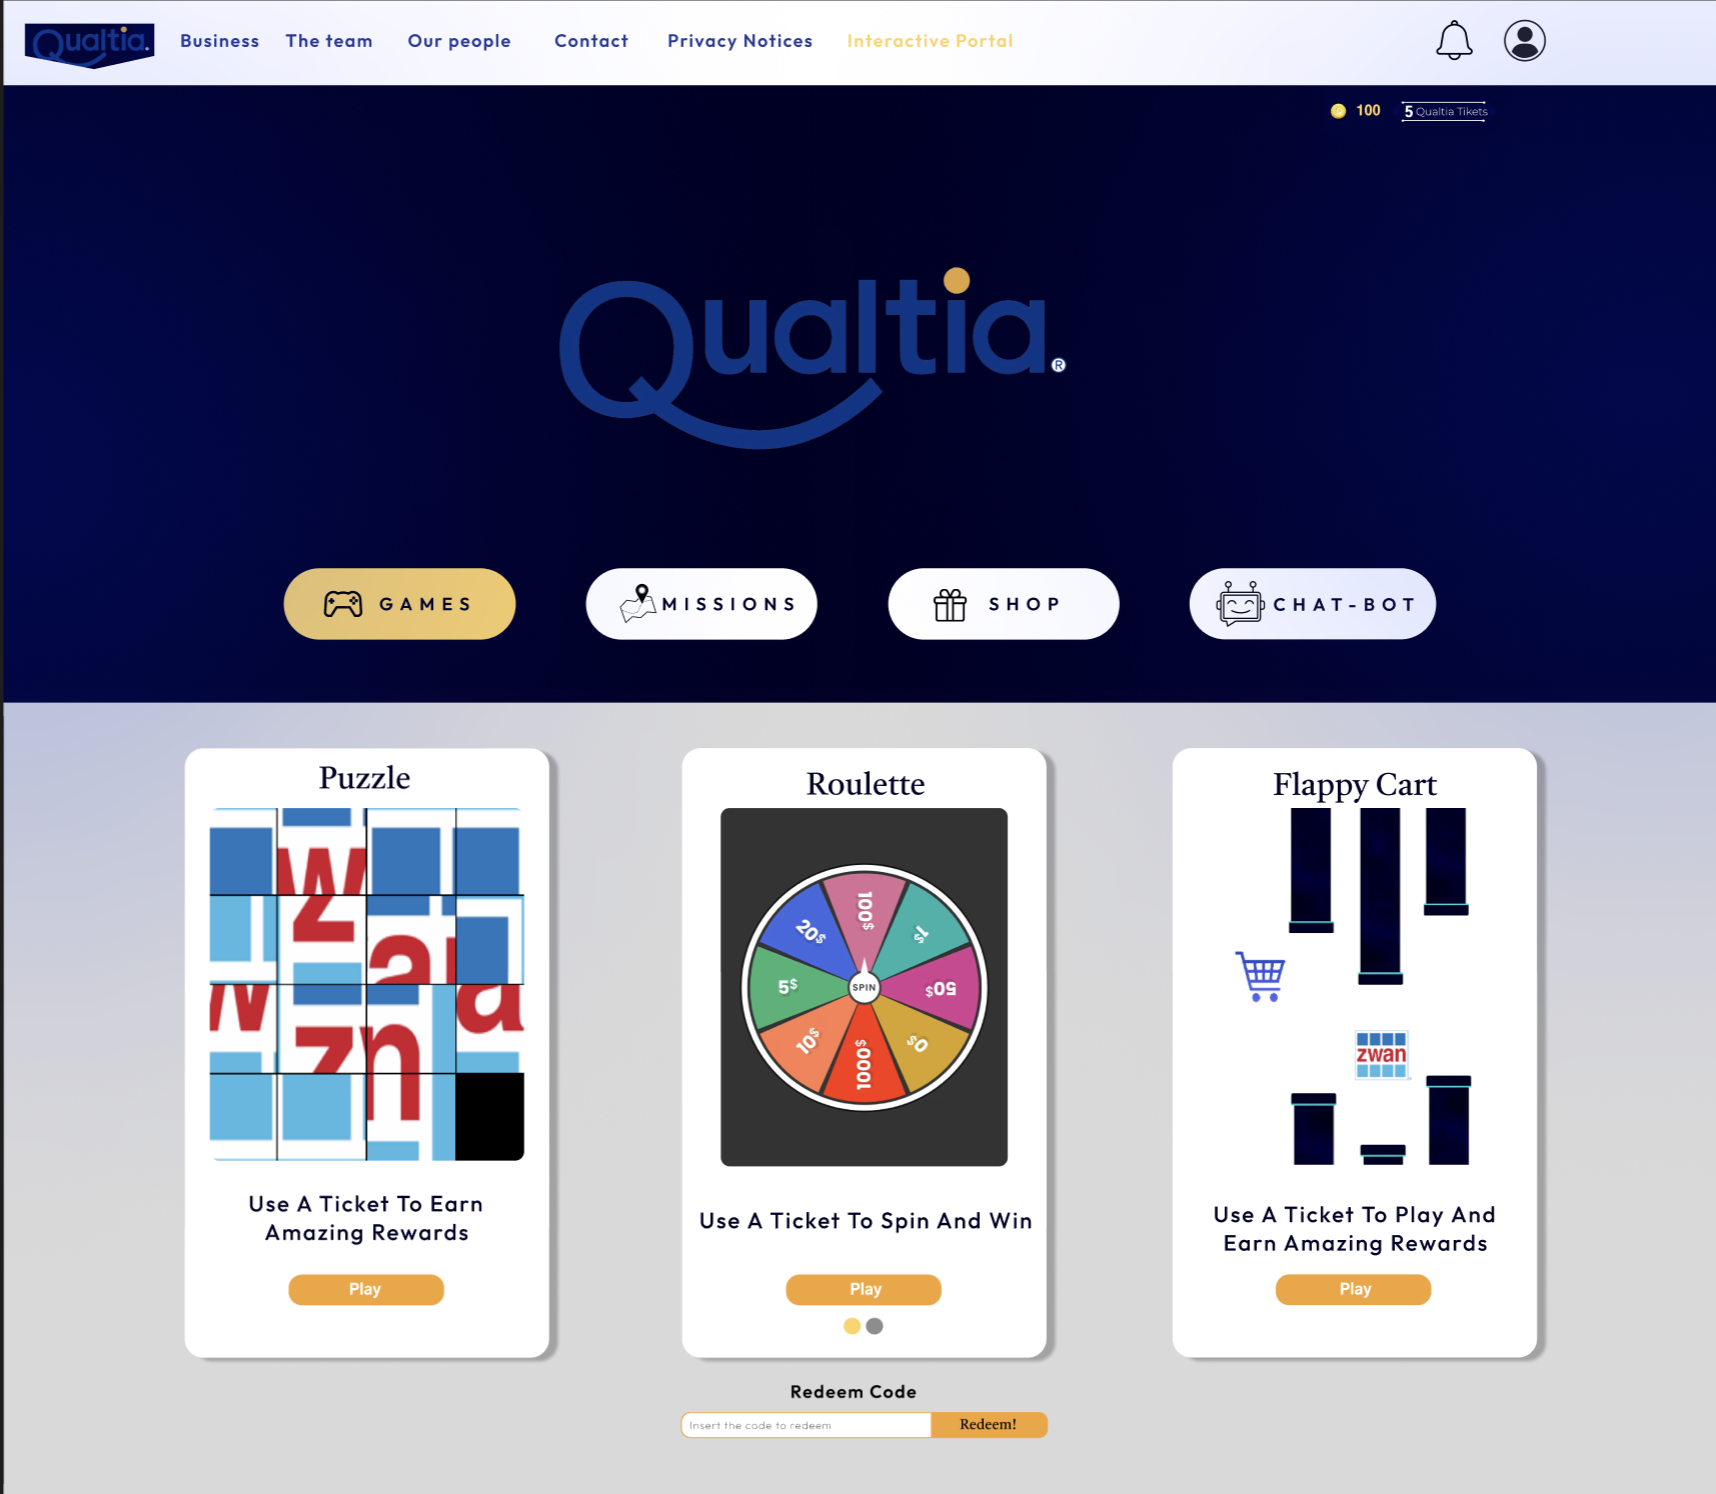 Qualtia.
Business The team Our people Contact Privacy Notices Interactive Portal
100 5 Qualtia Tikets
Qualtia.®
GAMES MISSIONS SHOP CHAT-BOT
Puzzle
zwan
Use A Ticket To Earn
Amazing Rewards
Play
Roulette
100$
1$
50$
0$
1000$
10$
5$
20$
SPIN
Use A Ticket To Spin And Win
Play
Flappy Cart
zwan
Use A Ticket To Play And
Earn Amazing Rewards
Play
Redeem Code
Insert the code to redeem Redeem!